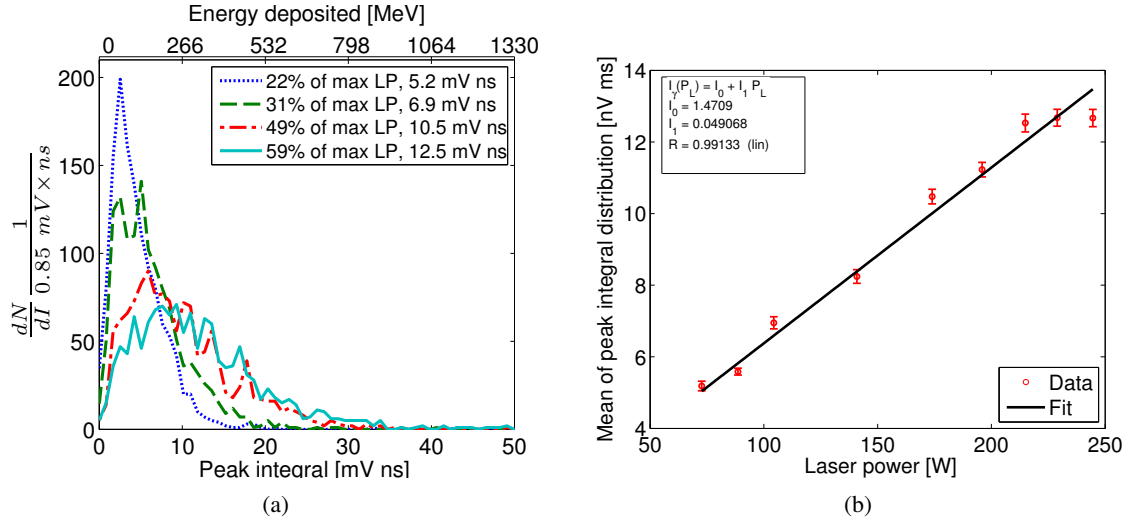 Energy deposited [MeV]
0 266 532 798 1064 1330
200
150
100
50
0
dN/dI 1/0.85 mV × ns
22% of max LP, 5.2 mV ns
31% of max LP, 6.9 mV ns
49% of max LP, 10.5 mV ns
59% of max LP, 12.5 mV ns
0 10 20 30 40 50
Peak integral [mV ns]
(a)
Mean of peak integral distribution [nV ms]
14
12
10
8
6
4
I_γ(P_L) = I_0 + I_1 P_L
I_0 = 1.4709
I_1 = 0.049068
R = 0.99133 (lin)
Data
Fit
50 100 150 200 250
Laser power [W]
(b)